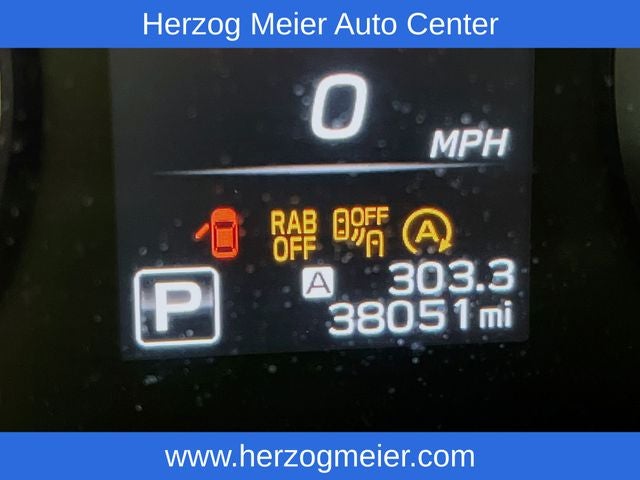 Herzog Meier Auto Center
0
MPH
RAB OFF
OFF
A
A 303.3
P
38051 mi
www.herzogmeier.com